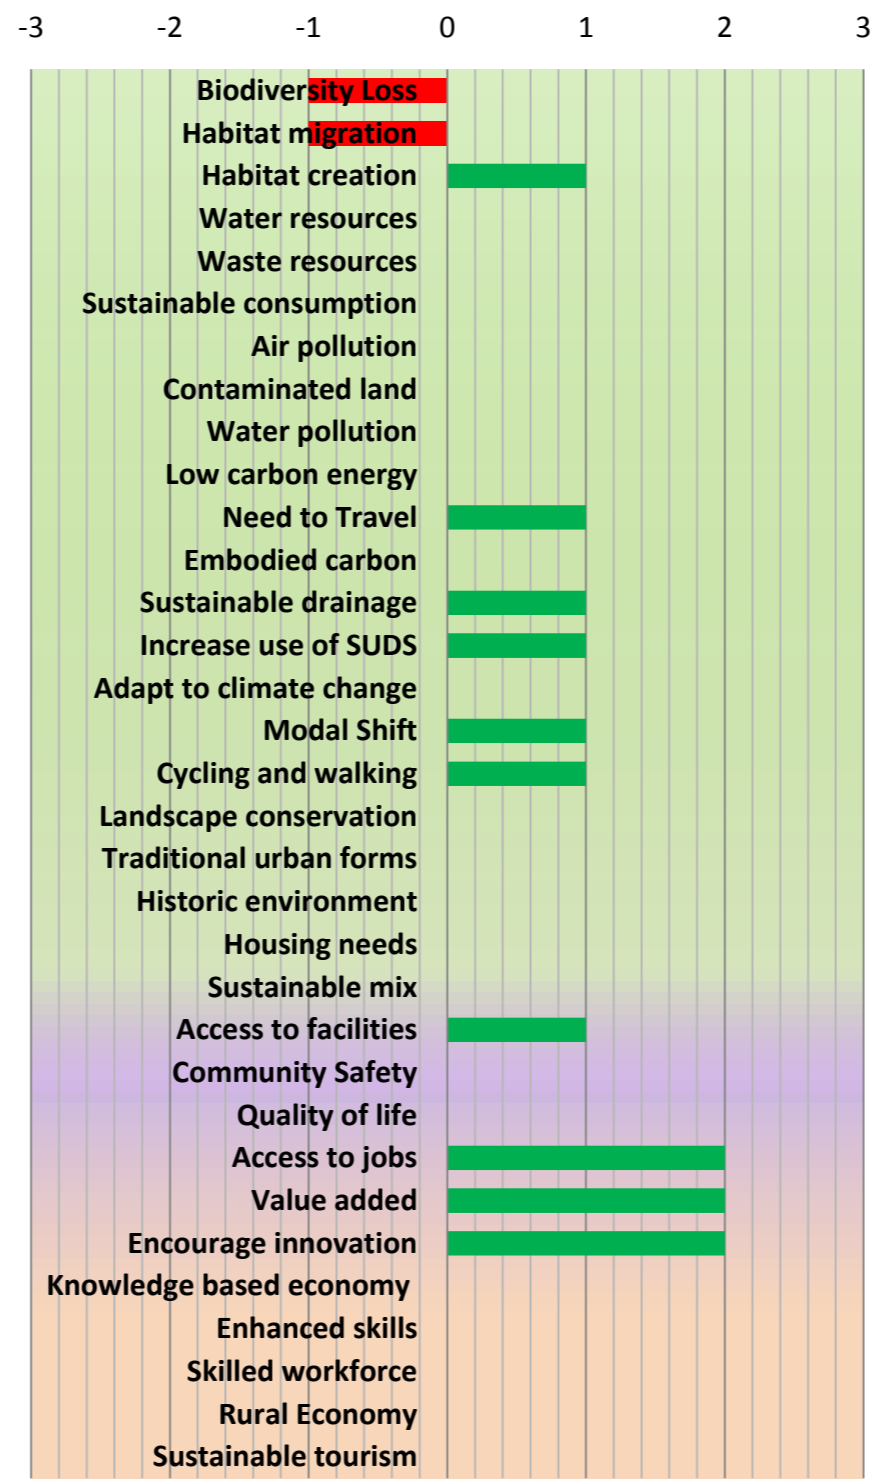 -3 -2 -1 0 1 2 3
Biodiversity Loss
Habitat migration
Habitat creation
Water resources
Waste resources
Sustainable consumption
Air pollution
Contaminated land
Water pollution
Low carbon energy
Need to Travel
Embodied carbon
Sustainable drainage
Increase use of SUDS
Adapt to climate change
Modal Shift
Cycling and walking
Landscape conservation
Traditional urban forms
Historic environment
Housing needs
Sustainable mix
Access to facilities
Community Safety
Quality of life
Access to jobs
Value added
Encourage innovation
Knowledge based economy
Enhanced skills
Skilled workforce
Rural Economy
Sustainable tourism